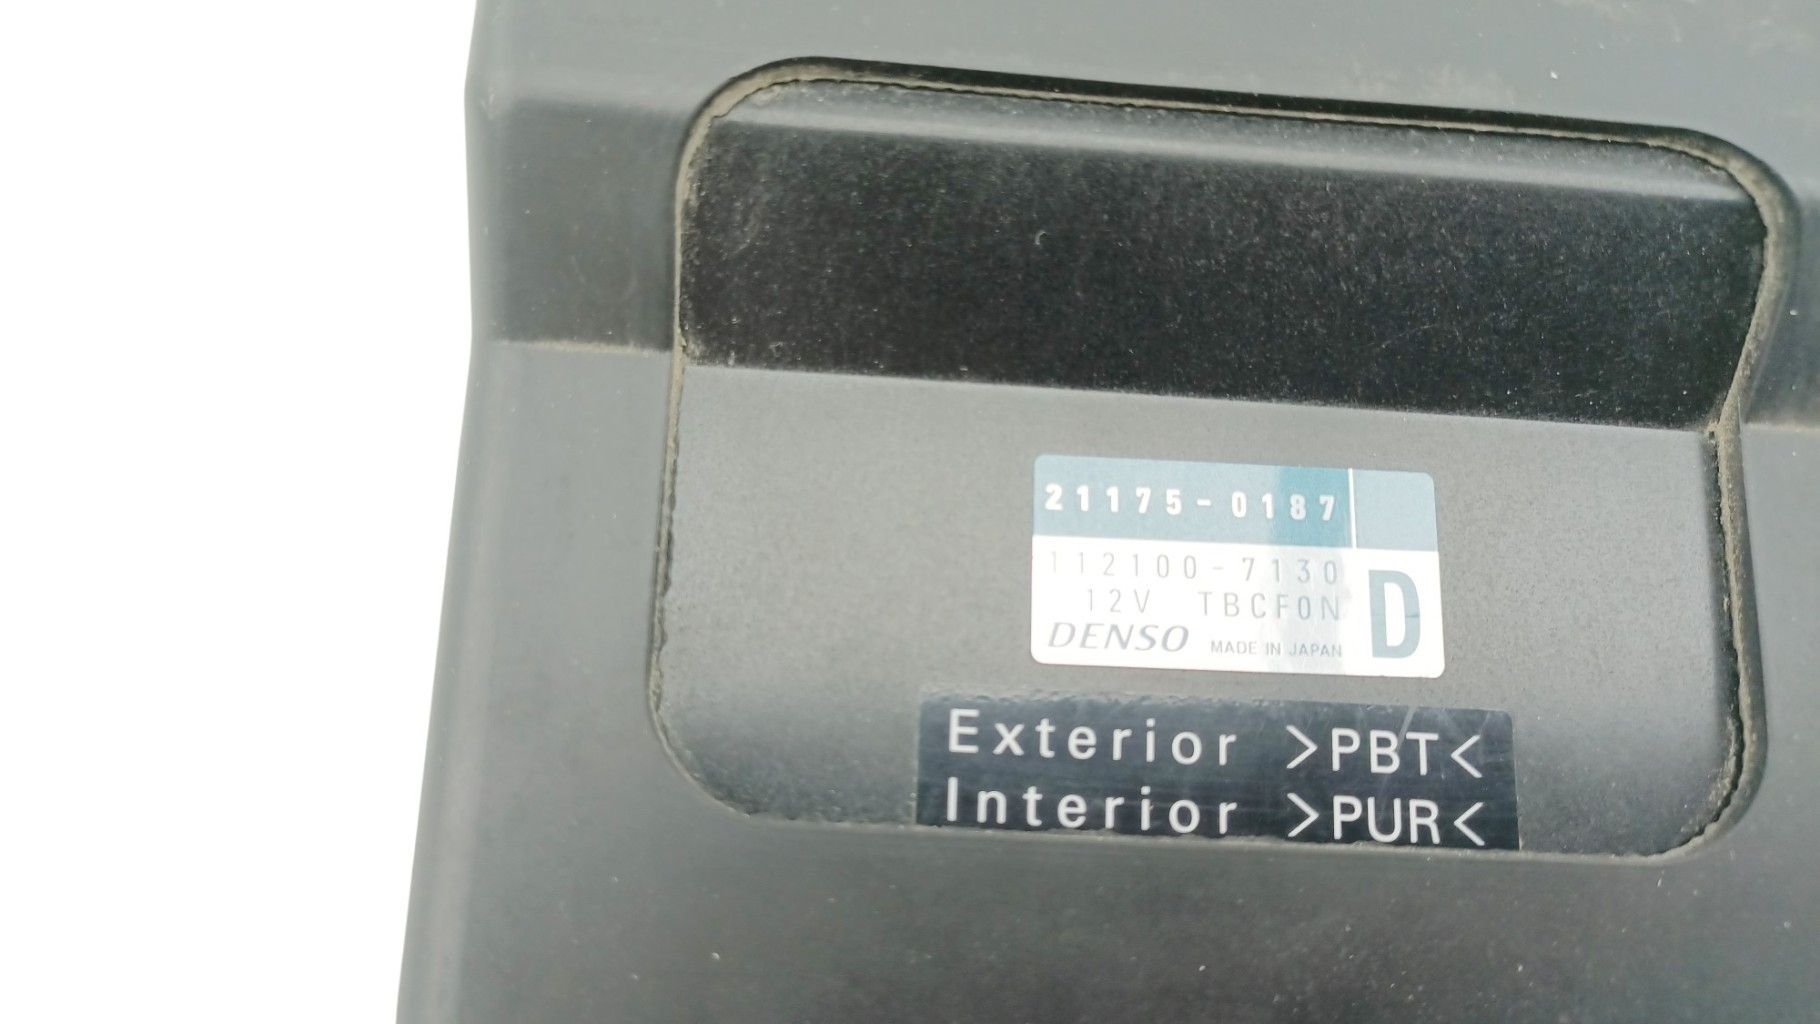 21175-0187
112100-7130
12V TBCF0N
D
DENSO MADE IN JAPAN
Exterior >PBT<
Interior >PUR<